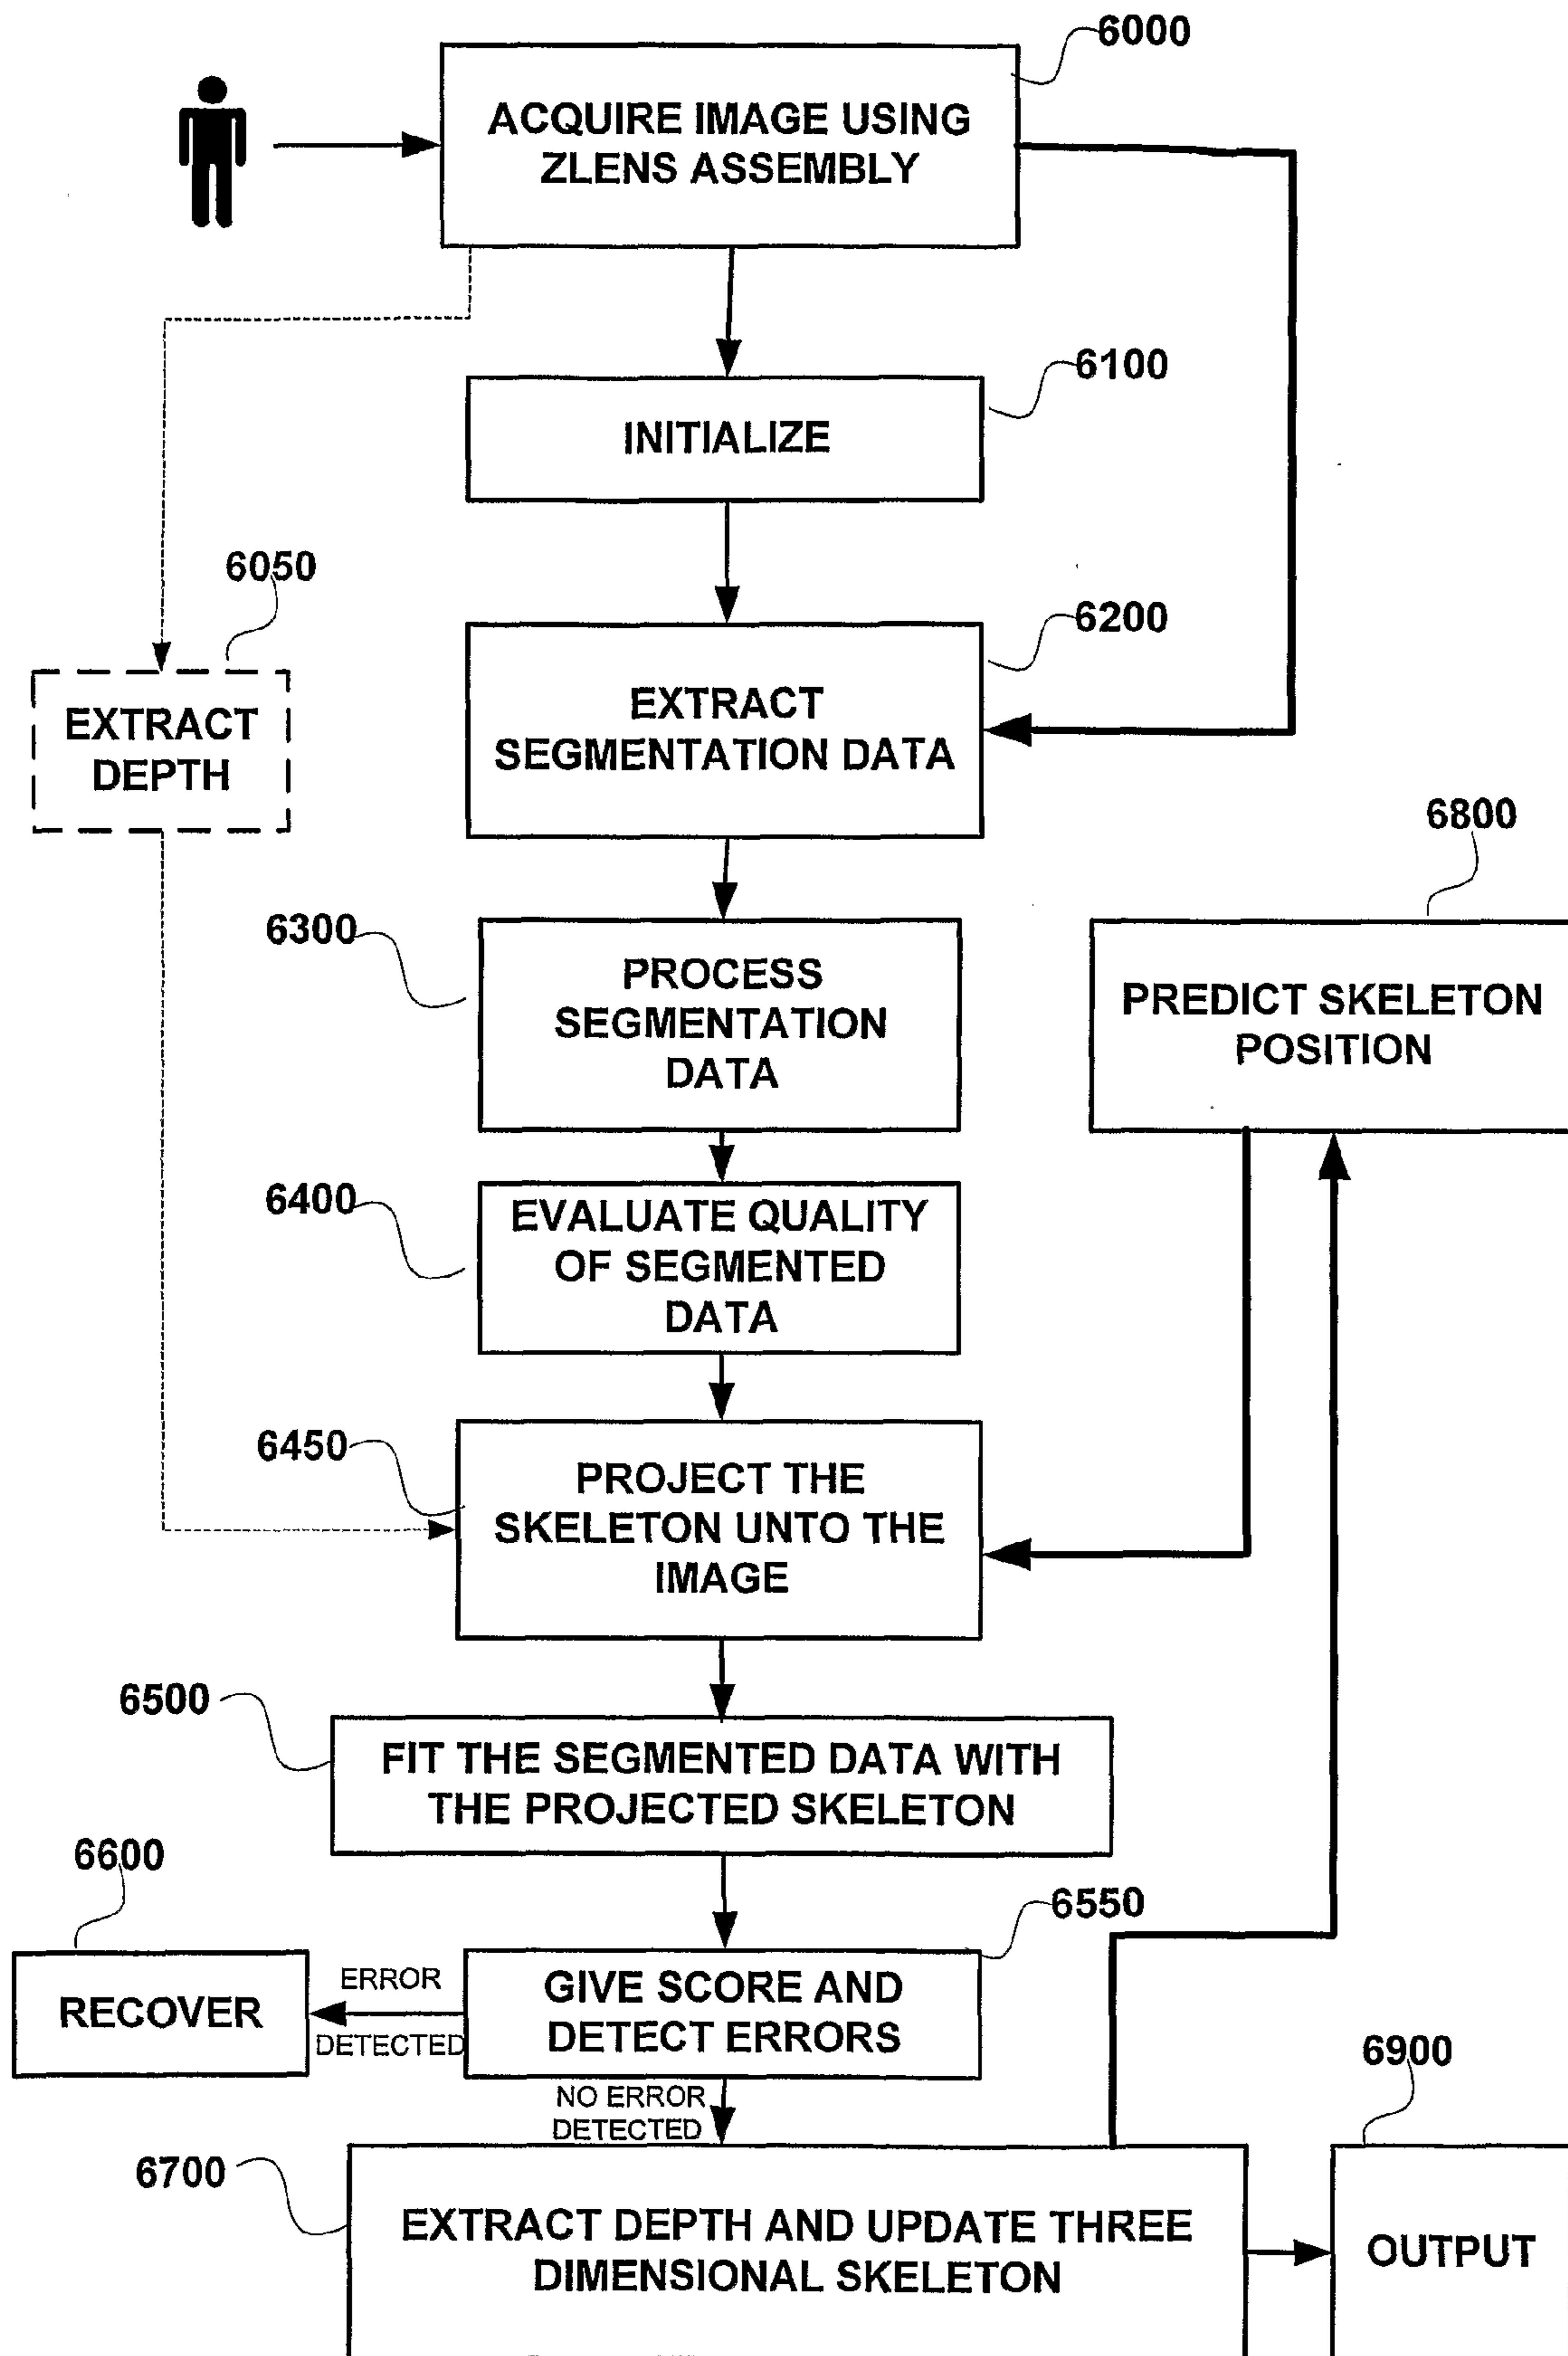 6000
ACQUIRE IMAGE USING
ZLENS ASSEMBLY
6100
INITIALIZE
6050
EXTRACT
DEPTH
6200
EXTRACT
SEGMENTATION DATA
6800
PREDICT SKELETON
POSITION
6300
PROCESS
SEGMENTATION
DATA
6400
EVALUATE QUALITY
OF SEGMENTED
DATA
6450
PROJECT THE
SKELETON UNTO THE
IMAGE
6500
FIT THE SEGMENTED DATA WITH
THE PROJECTED SKELETON
6600
RECOVER
ERROR
DETECTED
6550
GIVE SCORE AND
DETECT ERRORS
NO ERROR
DETECTED
6700
EXTRACT DEPTH AND UPDATE THREE
DIMENSIONAL SKELETON
6900
OUTPUT